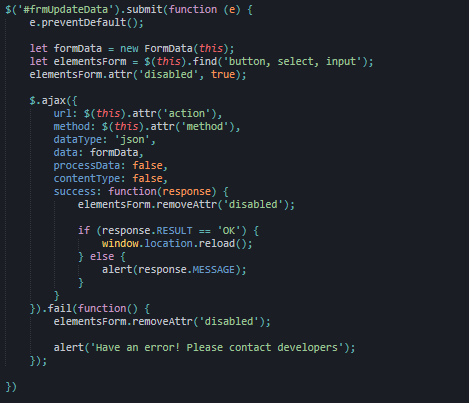 $('#frmUpdateData').submit(function (e) {
    e.preventDefault();

    let formData = new FormData(this);
    let elementsForm = $(this).find('button, select, input');
    elementsForm.attr('disabled', true);

    $.ajax({
        url: $(this).attr('action'),
        method: $(this).attr('method'),
        dataType: 'json',
        data: formData,
        processData: false,
        contentType: false,
        success: function(response) {
            elementsForm.removeAttr('disabled');

            if (response.RESULT == 'OK') {
                window.location.reload();
            } else {
                alert(response.MESSAGE);
            }
        }
    }).fail(function() {
        elementsForm.removeAttr('disabled');

        alert('Have an error! Please contact developers');
    });

})